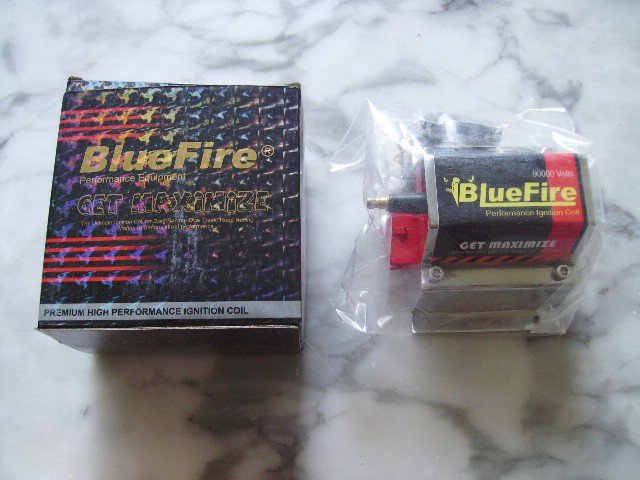 BlueFire®
Performance Equipment
GET MAXIMIZE
PREMIUM HIGH PERFORMANCE IGNITION COIL
90000 Volts
BLUEFIRE
Performance Ignition Coil
GET MAXIMIZE